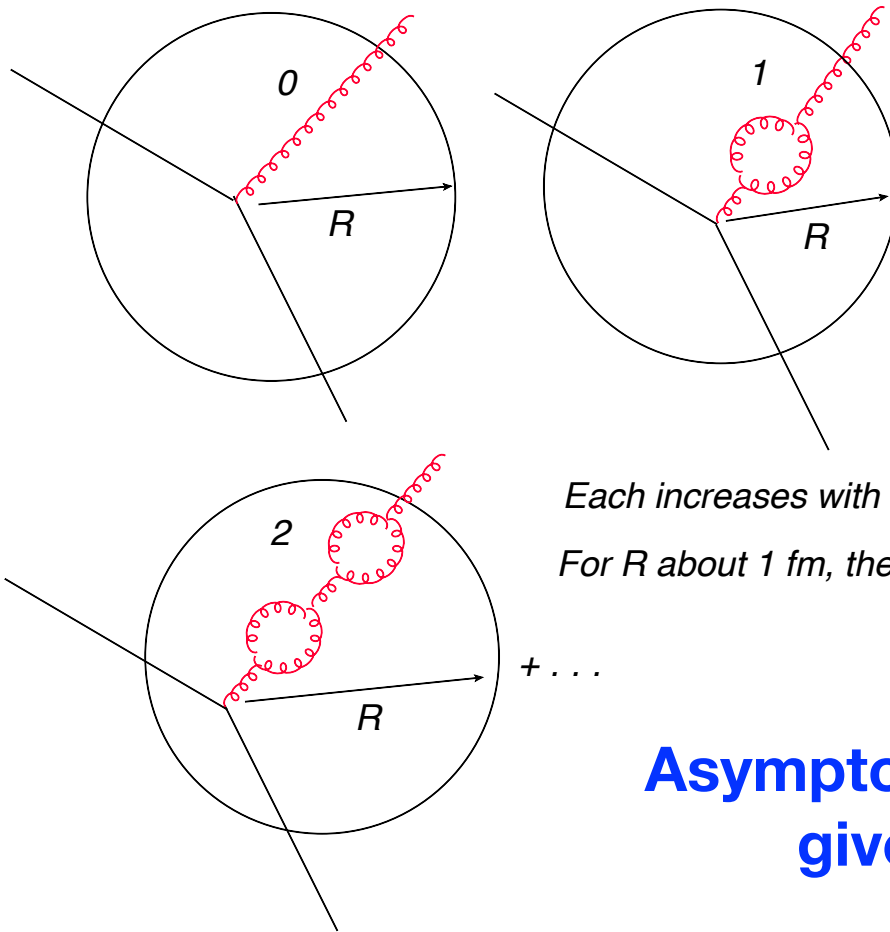 0
R
1
R
2
R
Each increases with
For R about 1 fm, the
+ . . .
Asympto
give